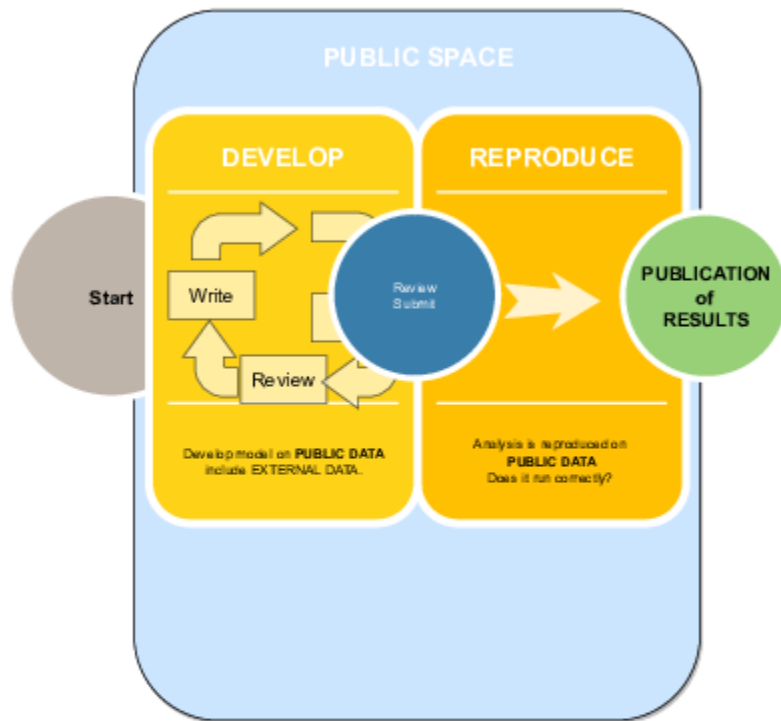 PUBLIC SPACE
DEVELOP
REPRODUCE
Start
Write
Review
Review
Submit
PUBLICATION
of
RESULTS
Develop model on PUBLIC DATA
include EXTERNAL DATA.
Analysis is reproduced on
PUBLIC DATA
Does it run correctly?